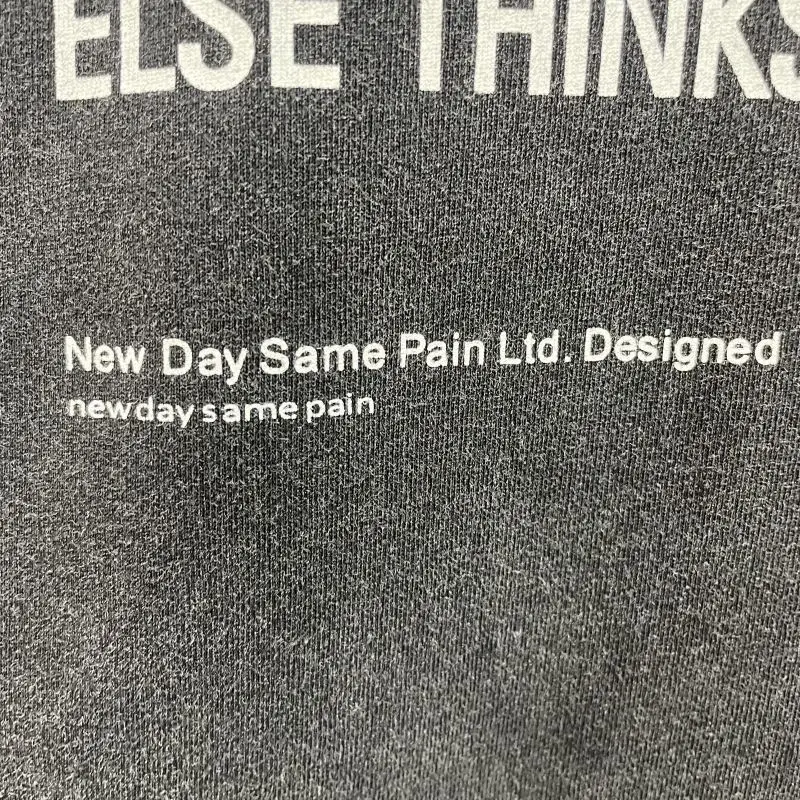 ELSE THINKS
New Day Same Pain Ltd. Designed
newday same pain